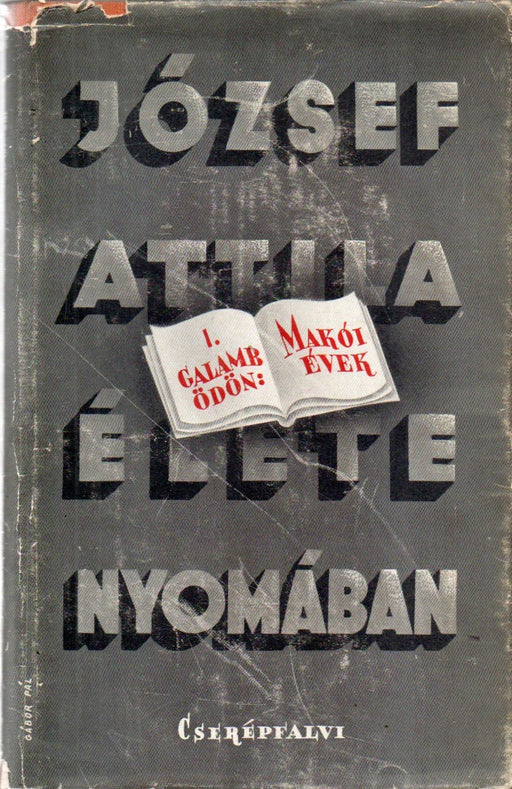 JÓZSEF
ATTILA
I.
GALAMB
ÖDÖN:
MAKÓI
ÉVEK
ÉLETE
NYOMÁBAN
CSERÉPFALVI
GÁBOR PÁL